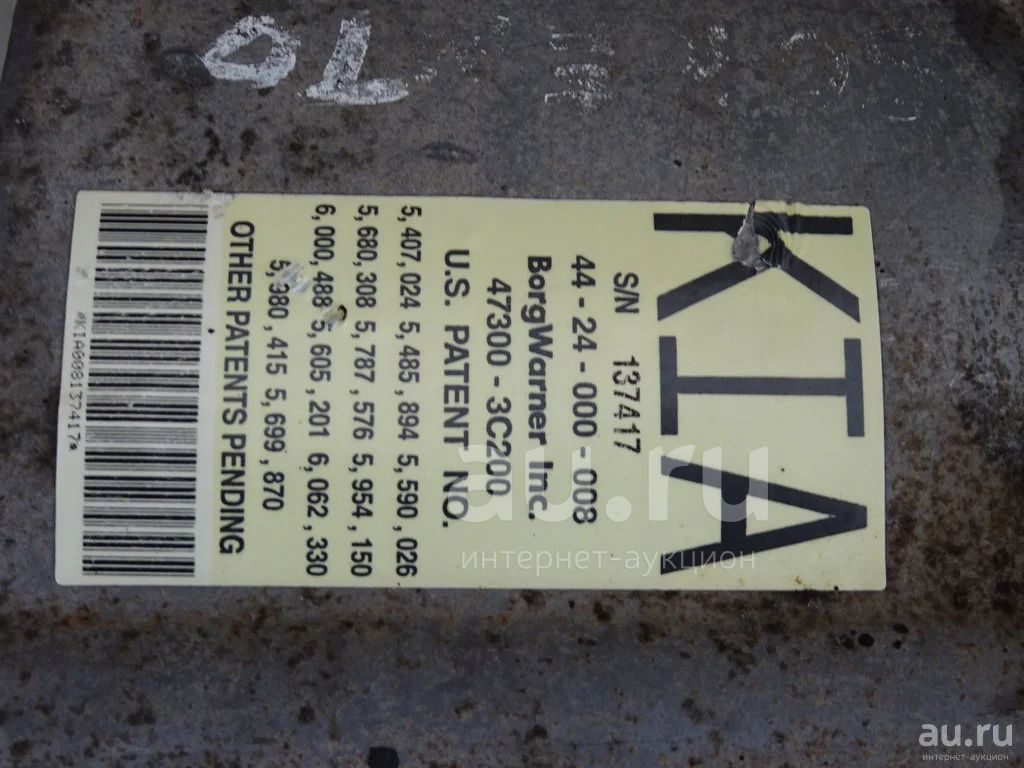 KIA
S/N 137417
44 - 24 - 000 - 008
BorgWarner Inc.
47300 - 3C200
U.S. PATENT NO.
5,407,024 5,485,894 5,590,026
5,680,308 5,787,576 5,954,150
6,000,488 5,605,201 6,062,330
5,980,415 5,699,870
OTHER PATENTS PENDING
*KIA008137417*
au.ru
интернет-аукцион
au.ru
интернет-аукцион